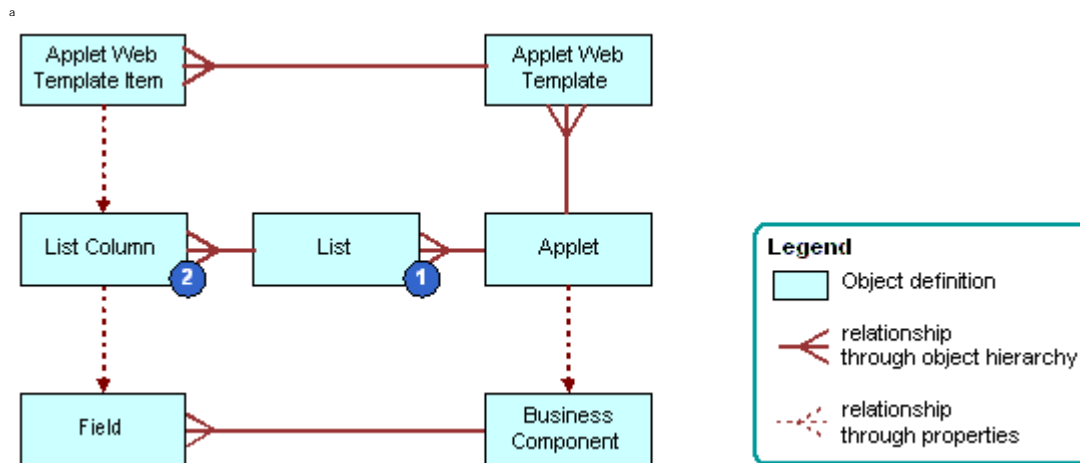 a
Applet Web
Template Item
Applet Web
Template
List Column
2
List
1
Applet
Field
Business
Component
Legend
Object definition
relationship
through object hierarchy
relationship
through properties